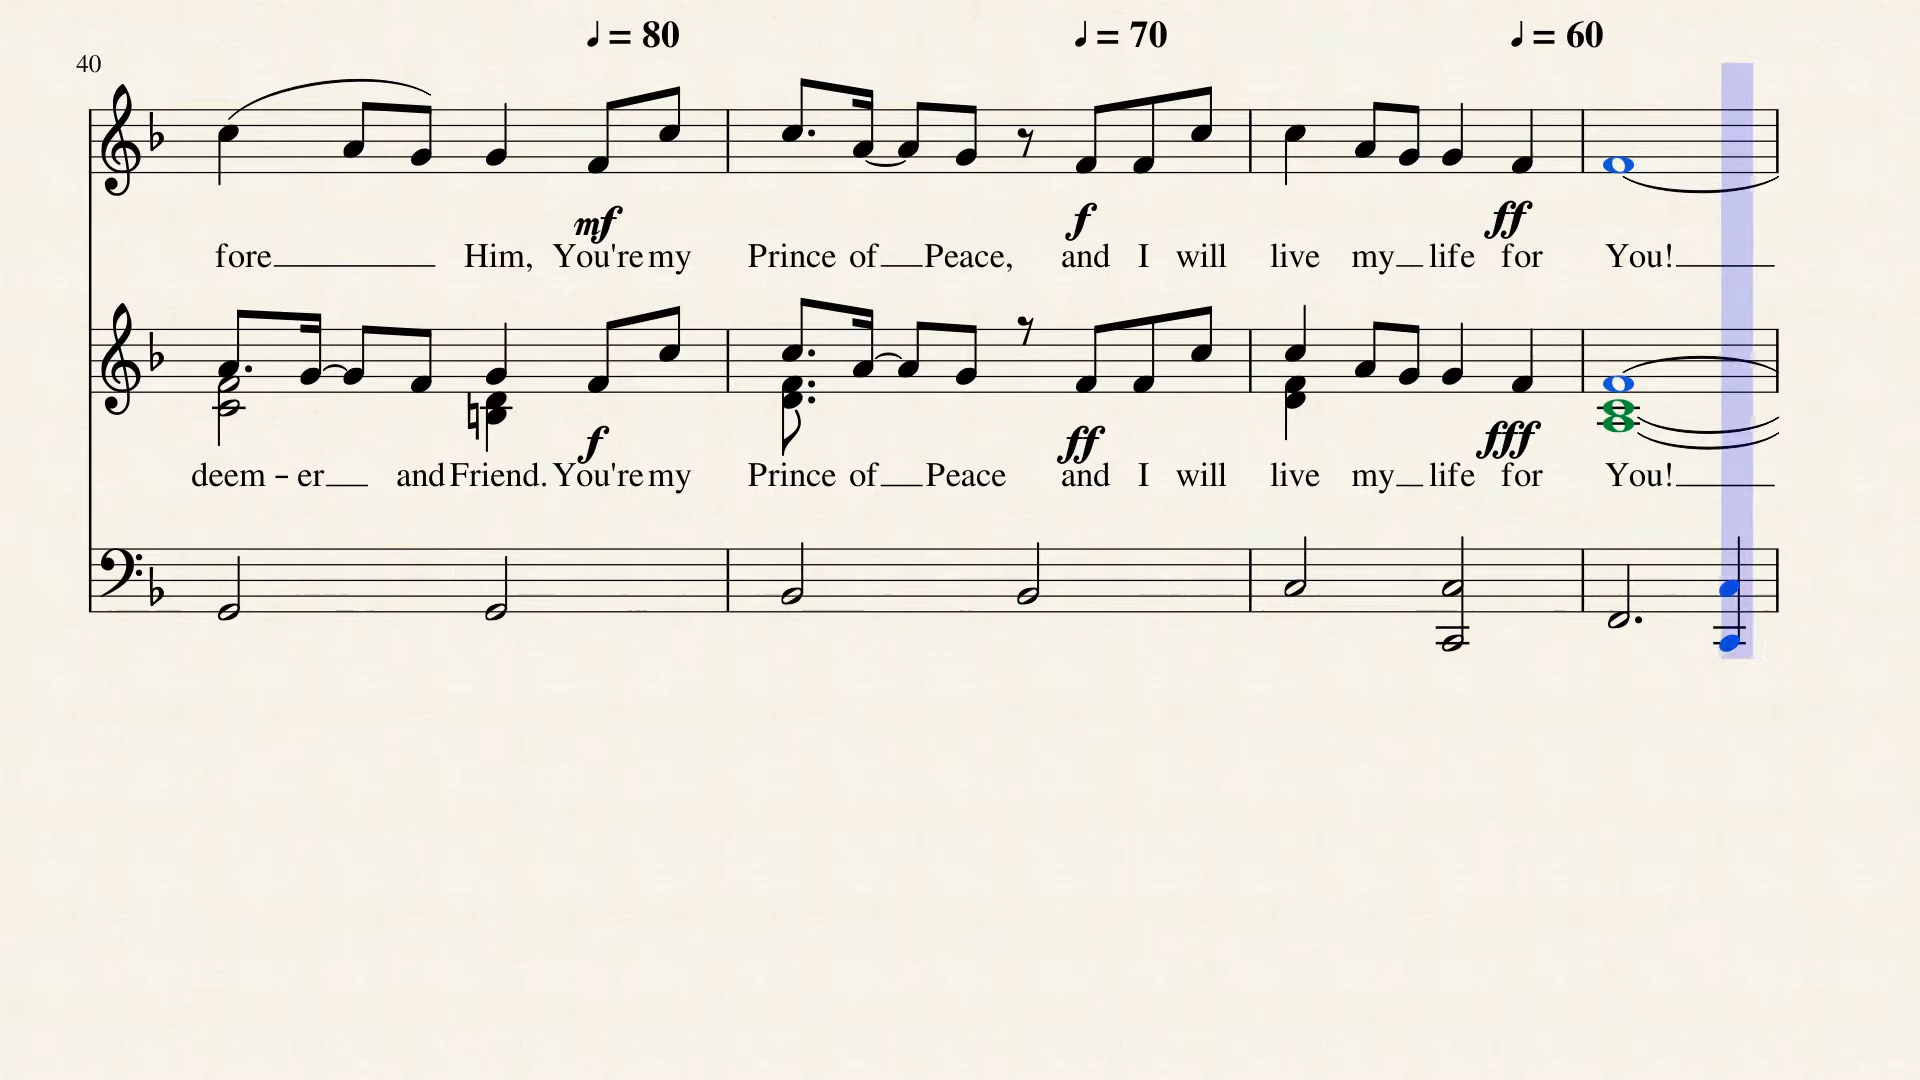 ♩ = 80 ♩ = 70 ♩ = 60
40
mf f ff
fore Him, You're my Prince of Peace, and I will live my life for You!
f ff fff
deem - er and Friend. You're my Prince of Peace and I will live my life for You!